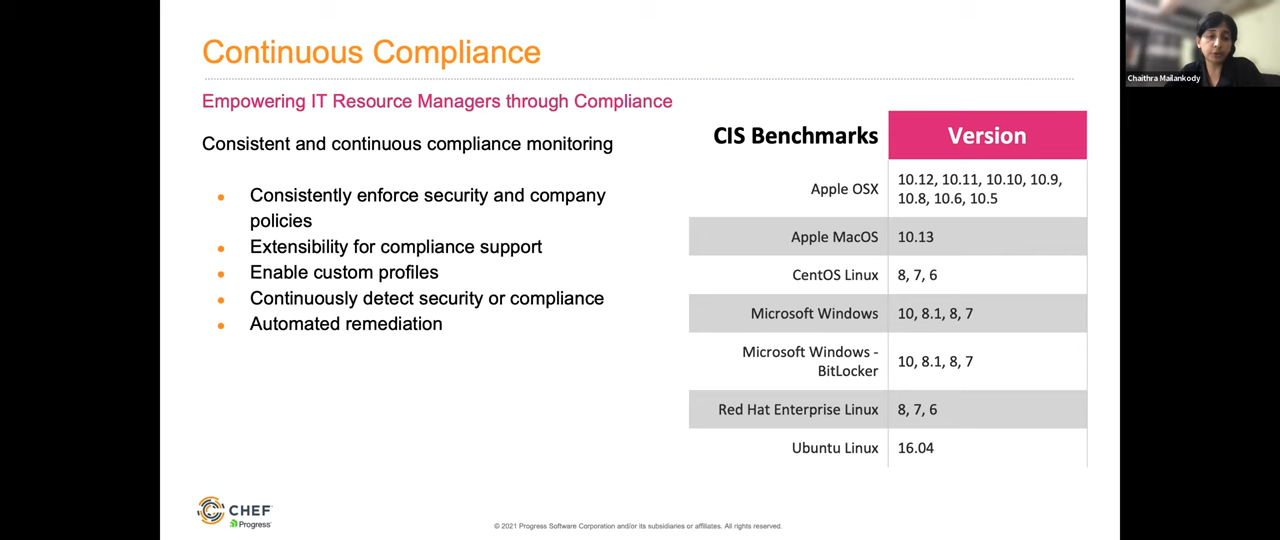 Continuous Compliance
Empowering IT Resource Managers through Compliance
Consistent and continuous compliance monitoring
Consistently enforce security and company
policies
Extensibility for compliance support
Enable custom profiles
Continuously detect security or compliance
Automated remediation
CIS Benchmarks Version
Apple OSX 10.12, 10.11, 10.10, 10.9,
10.8, 10.6, 10.5
Apple MacOS 10.13
CentOS Linux 8, 7, 6
Microsoft Windows 10, 8.1, 8, 7
Microsoft Windows -
BitLocker 10, 8.1, 8, 7
Red Hat Enterprise Linux 8, 7, 6
Ubuntu Linux 16.04
CHEF
Progress
© 2021 Progress Software Corporation and/or its subsidiaries or affiliates. All rights reserved.
Chaithra Mailankody